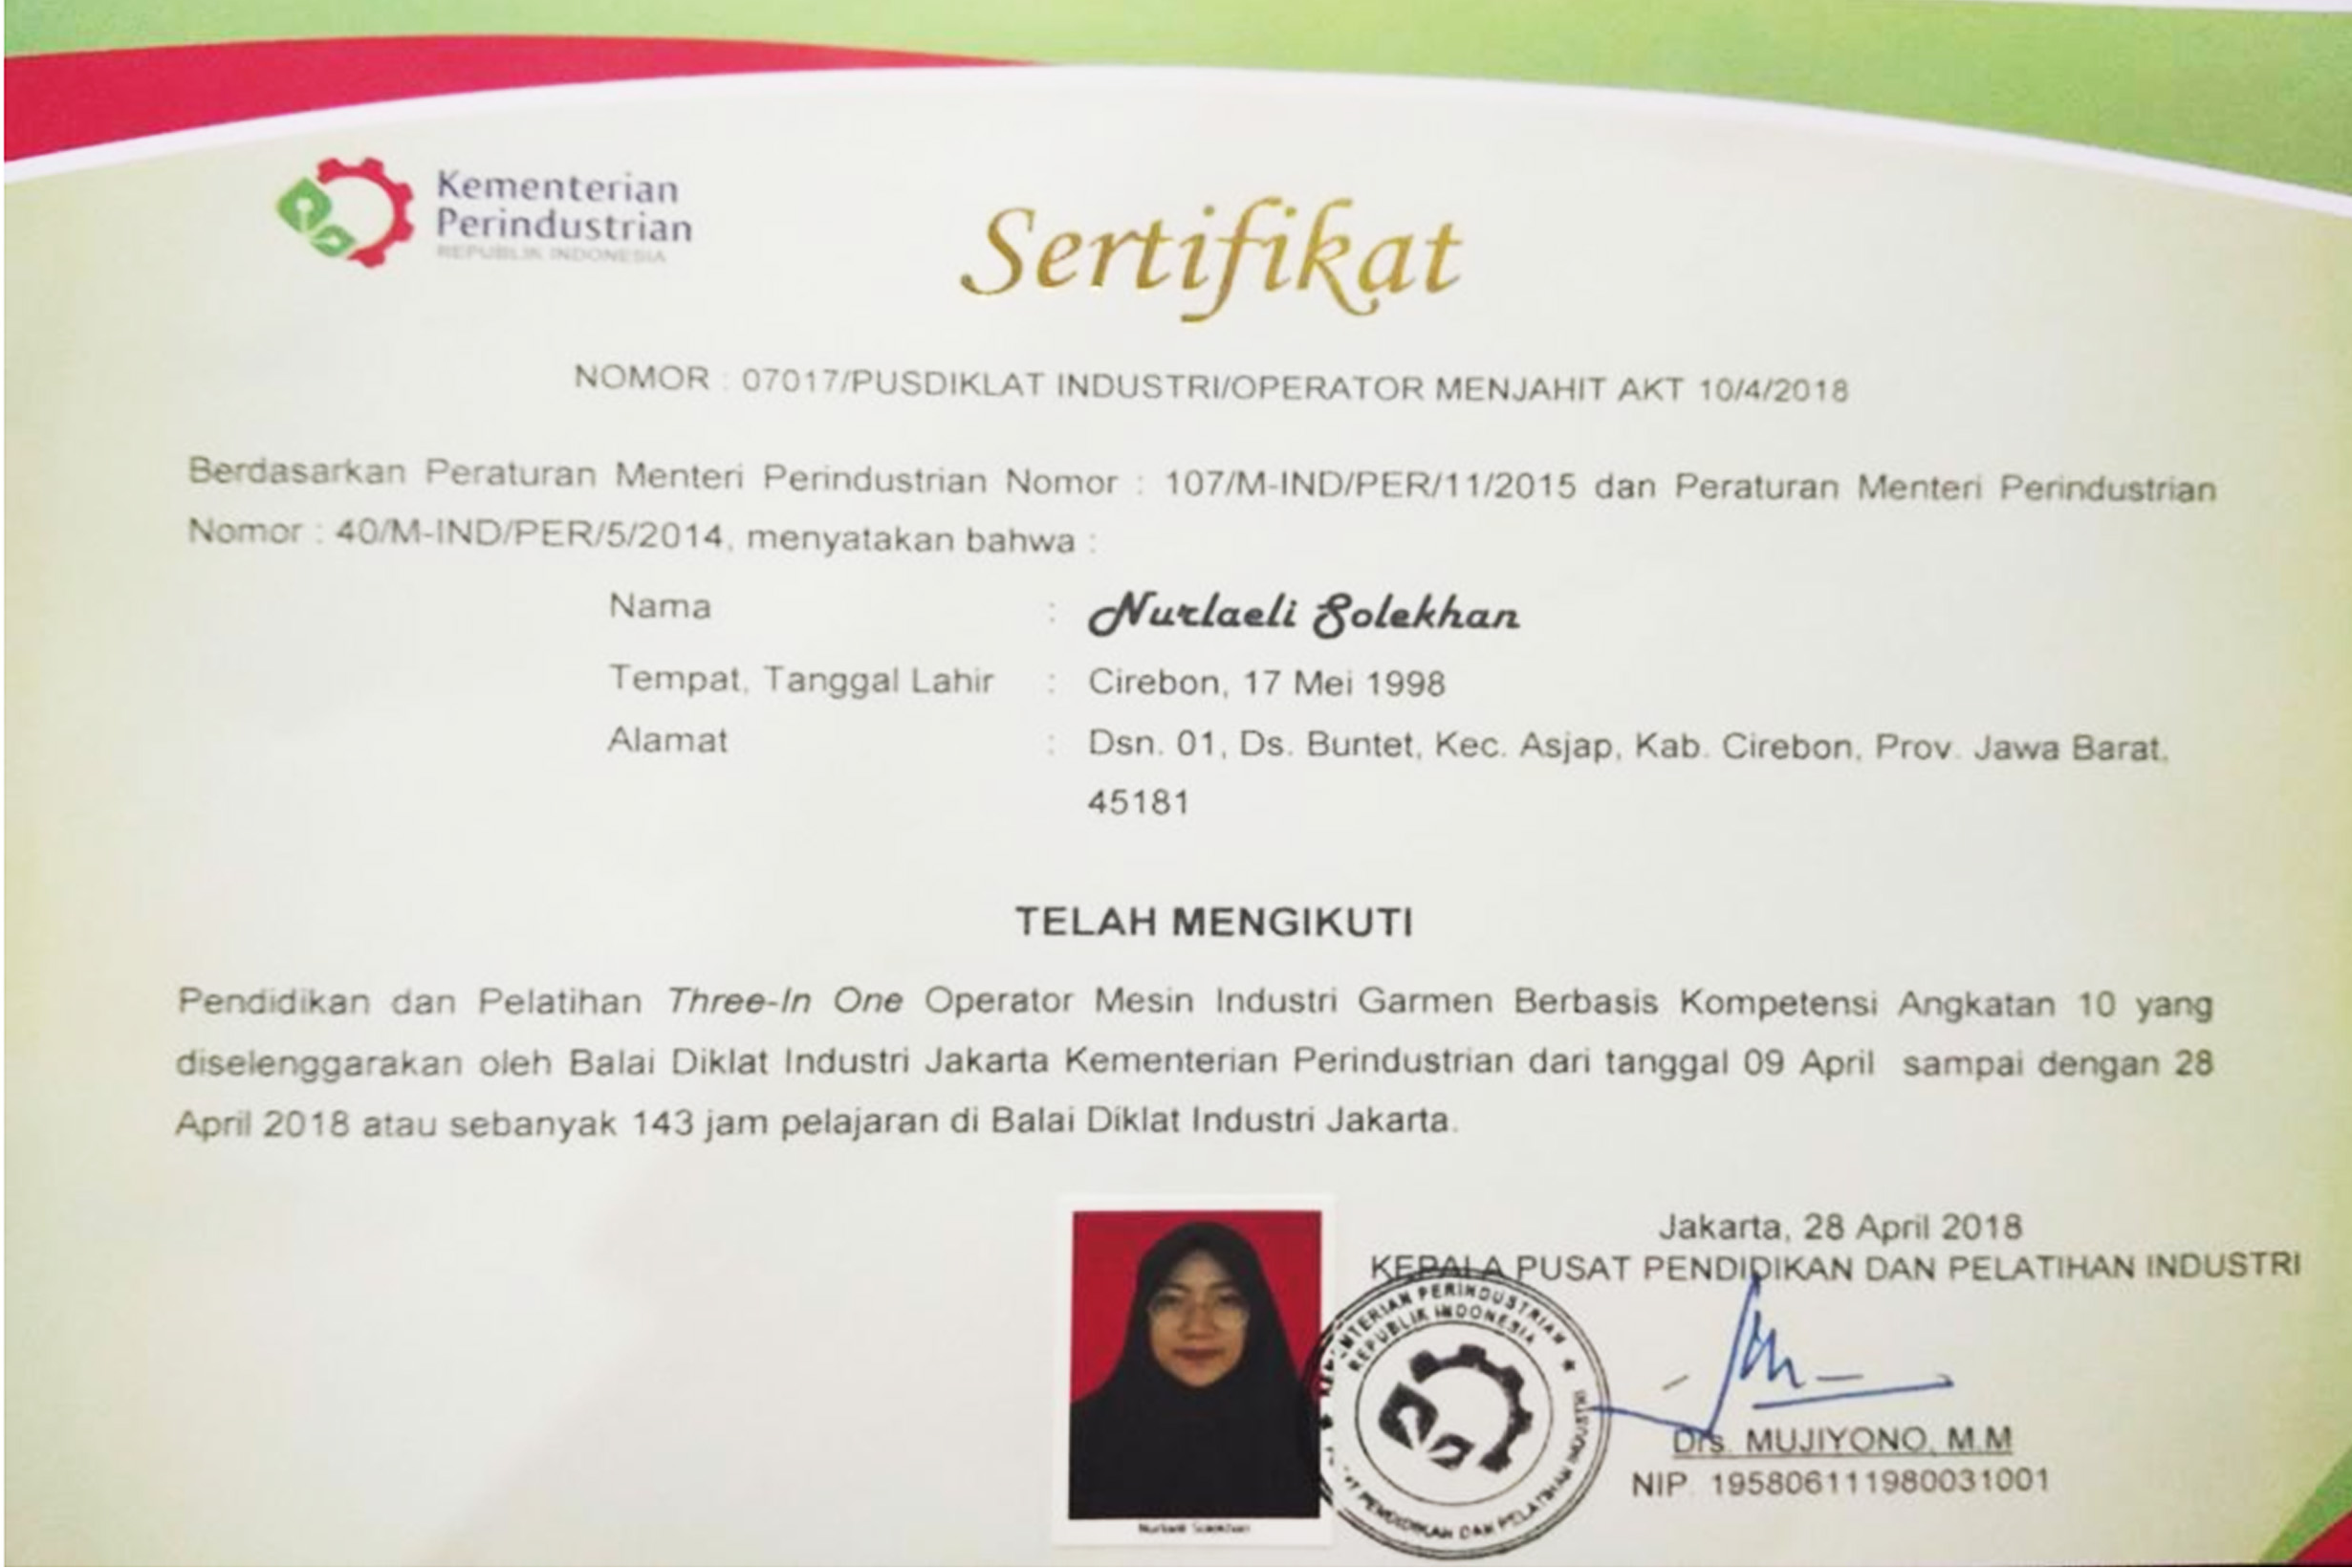 Kementerian
Perindustrian
REPUBLIK INDONESIA
Sertifikat
NOMOR : 07017/PUSDIKLAT INDUSTRI/OPERATOR MENJAHIT AKT 10/4/2018
Berdasarkan Peraturan Menteri Perindustrian Nomor : 107/M-IND/PER/11/2015 dan Peraturan Menteri Perindustrian
Nomor : 40/M-IND/PER/5/2014, menyatakan bahwa :
Nama : Nurlaeli Solekhan
Tempat, Tanggal Lahir : Cirebon, 17 Mei 1998
Alamat : Dsn. 01, Ds. Buntet, Kec. Asjap, Kab. Cirebon, Prov. Jawa Barat,
45181
TELAH MENGIKUTI
Pendidikan dan Pelatihan Three-In One Operator Mesin Industri Garmen Berbasis Kompetensi Angkatan 10 yang
diselenggarakan oleh Balai Diklat Industri Jakarta Kementerian Perindustrian dari tanggal 09 April sampai dengan 28
April 2018 atau sebanyak 143 jam pelajaran di Balai Diklat Industri Jakarta.
Jakarta, 28 April 2018
KEPALA PUSAT PENDIDIKAN DAN PELATIHAN INDUSTRI
PERINDUSTRIAN
REPUBLIK INDONESIA
PENDIDIKAN DAN PELATIHAN INDUSTRI
Drs. MUJIYONO, M.M
NIP. 195806111980031001
Nurlaeli Solekhan